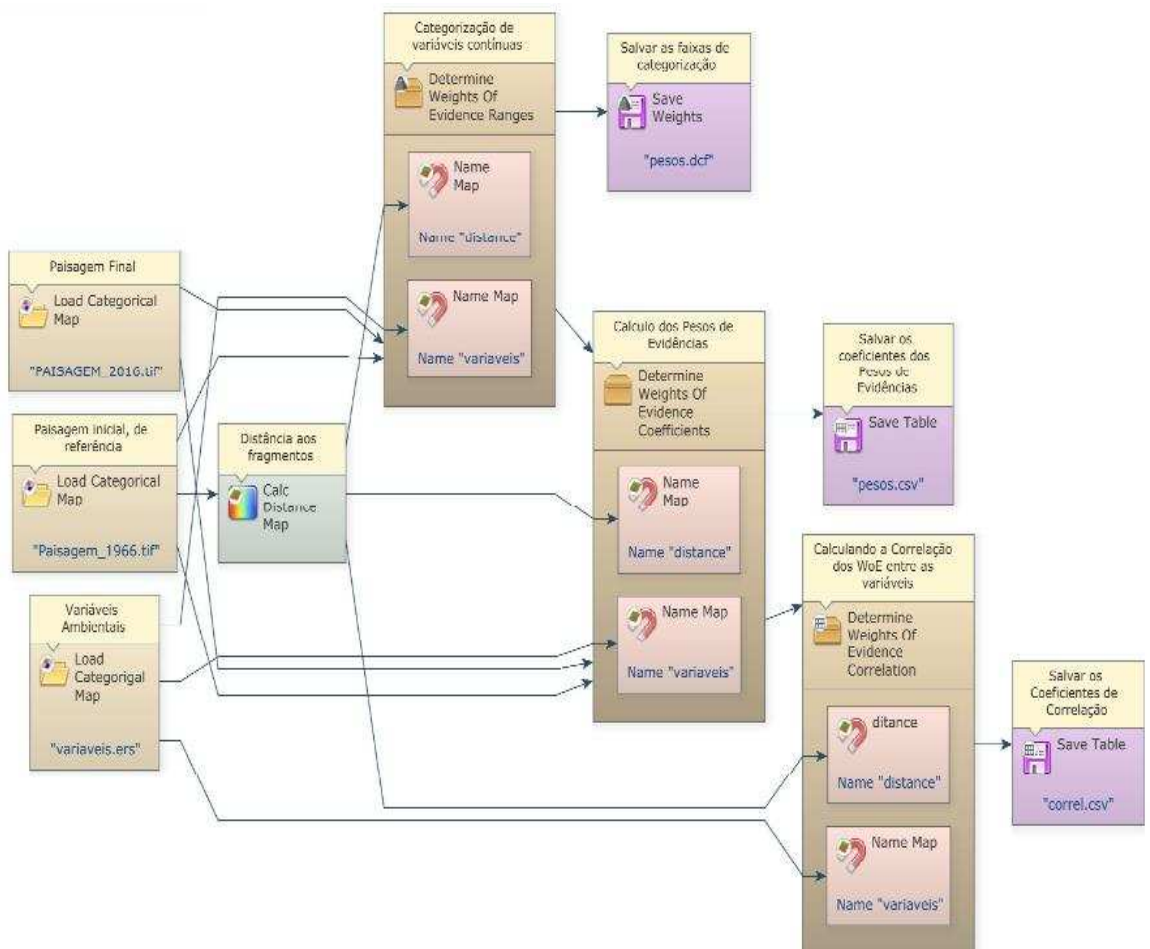 Categorização de
variáveis contínuas
Determine
Weights Of
Evidence Ranges
Name
Map
Name "distance"
Name Map
Name "variaveis"
Salvar as faixas de
categorização
Save
Weights
"pesos.dcf"
Paisagem Final
Load Categorical
Map
"PAISAGEM_2016.tif"
Paisagem inicial, de
referência
Load Categorical
Map
"Paisagem_1966.tif"
Variáveis
Ambientais
Load
Categorigal
Map
"variaveis.ers"
Distância aos
fragmentos
Calc
Distance
Map
Calculo dos Pesos de
Evidências
Determine
Weights Of
Evidence
Coefficients
Name
Map
Name "distance"
Name Map
Name "variaveis"
Salvar os
coeficientes dos
Pesos de
Evidências
Save Table
"pesos.csv"
Calculando a Correlação
dos WoE entre as
variáveis
Determine
Weights Of
Evidence
Correlation
ditance
Name "distance"
Name Map
Name "variaveis"
Salvar os
Coeficientes de
Correlação
Save Table
"correl.csv"